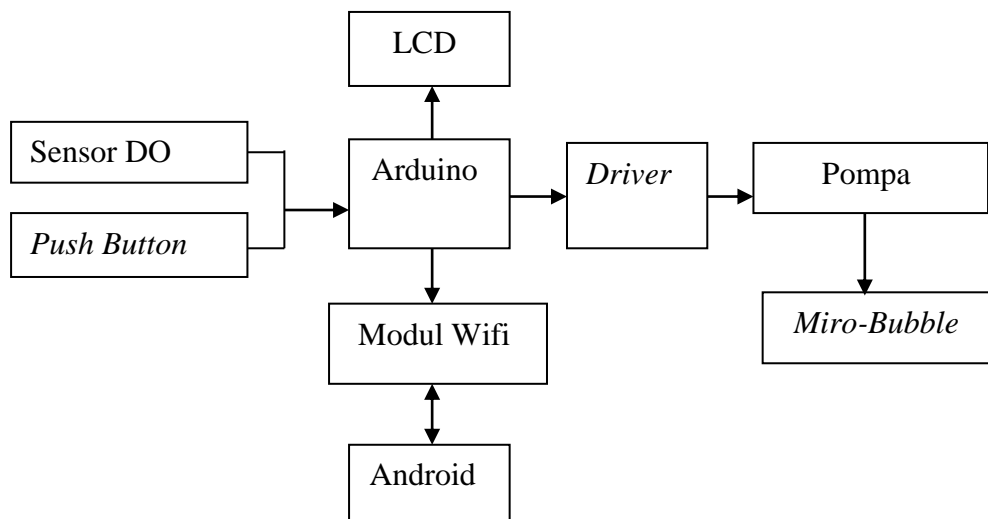 LCD
Sensor DO
Arduino
Driver
Pompa
Push Button
Miro-Bubble
Modul Wifi
Android